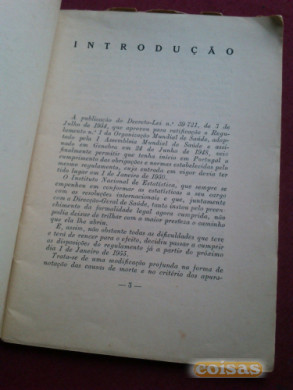 INTRODUÇÃO
A publicação do Decreto-Lei n.º 39 721, de 3 de
Julho de 1954, que aprova para ratificação o Regu-
lamento n.º 1 da Organização Mundial de Saúde, adop-
tado pela 1 Assembleia Mundial de Saúde e assi-
nado em Genebra em 24 de Junho de 1948, veio
finalmente permitir que tenha início em Portugal o
cumprimento das obrigações e normas estabelecidas pelo
mesmo regulamento, cuja entrada em vigor devia ter
tido lugar em 1 de Janeiro de 1950.
O Instituto Nacional de Estatística, que sempre se
empenhou em conformar as estatísticas a seu
com as resoluções internacionais e que, juntamente
com a Direcção-Geral de Saúde, tanto insistiu pelo preen-
chimento da formalidade legal agora cumprida, não
podia deixar de trilhar com a maior presteza o caminho
que ela lhe abriu.
E, assim, não obstante todas as dificuldades que teve
e terá de vencer para o efeito, decidiu passar a cumprir
as disposições do regulamento já a partir do próximo
dia 1 de Janeiro de 1955.
Trata-se de uma modificação profunda na forma de
notação das causas de morte e no critério dos apura-
— 3 —
coisas